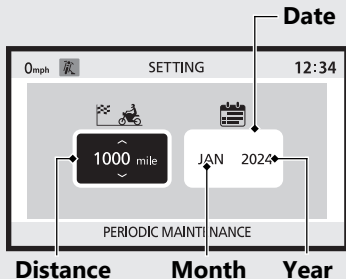 Date
0mph SETTING 12:34
1000 mile JAN 2024
PERIODIC MAINTENANCE
Distance Month Year